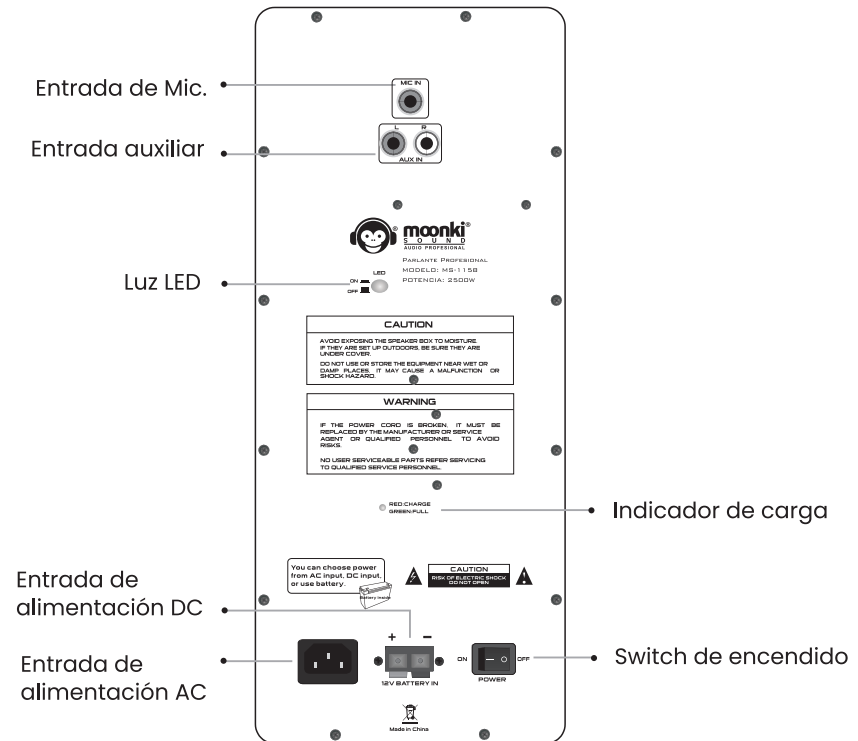 MIC IN
Entrada de Mic.
L R
Entrada auxiliar
AUX IN
moonki®
SOUND
AUDIO PROFESIONAL
PARLANTE PROFESIONAL
MODELO: MS-115B
POTENCIA: 2500W
LED
Luz LED
ON
OFF
CAUTION
AVOID EXPOSING THE SPEAKER BOX TO MOISTURE.
IF THEY ARE SET UP OUTDOORS, BE SURE THEY ARE
UNDER COVER.
DO NOT USE OR STORE THE EQUIPMENT NEAR WET OR
DAMP PLACES, IT MAY CAUSE A MALFUNCTION OR
SHOCK HAZARD.
WARNING
IF THE POWER CORD IS BROKEN, IT MUST BE
REPLACED BY THE MANUFACTURER OR SERVICE
AGENT OR QUALIFIED PERSONNEL TO AVOID
RISKS.
NO USER SERVICEABLE PARTS REFER SERVICING
TO QUALIFIED SERVICE PERSONNEL.
RED:CHARGE
GREEN:FULL
Indicador de carga
You can choose power
from AC input, DC input,
or use battery.
Battery Inside
CAUTION
RISK OF ELECTRIC SHOCK
DO NOT OPEN
Entrada de
alimentación DC
+ −
Entrada de
alimentación AC
12V BATTERY IN
ON — O OFF
POWER
Switch de encendido
Made in China